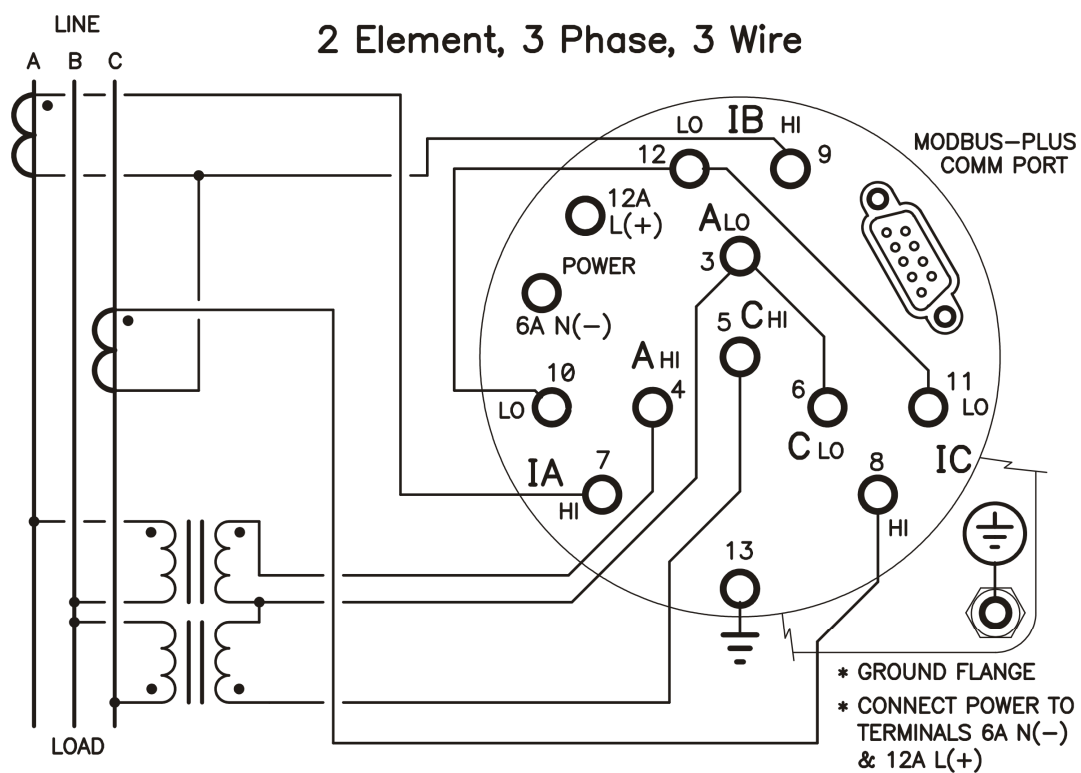 2 Element, 3 Phase, 3 Wire
LINE
A B C
LO IB HI
12
9
MODBUS-PLUS
COMM PORT
12A
L(+)
A LO
3
POWER
6A N(-)
5 C HI
A HI
10
4
LO
6
11
LO
C LO
IA
7
HI
8
IC
HI
13
LOAD
* GROUND FLANGE
* CONNECT POWER TO
TERMINALS 6A N(-)
& 12A L(+)